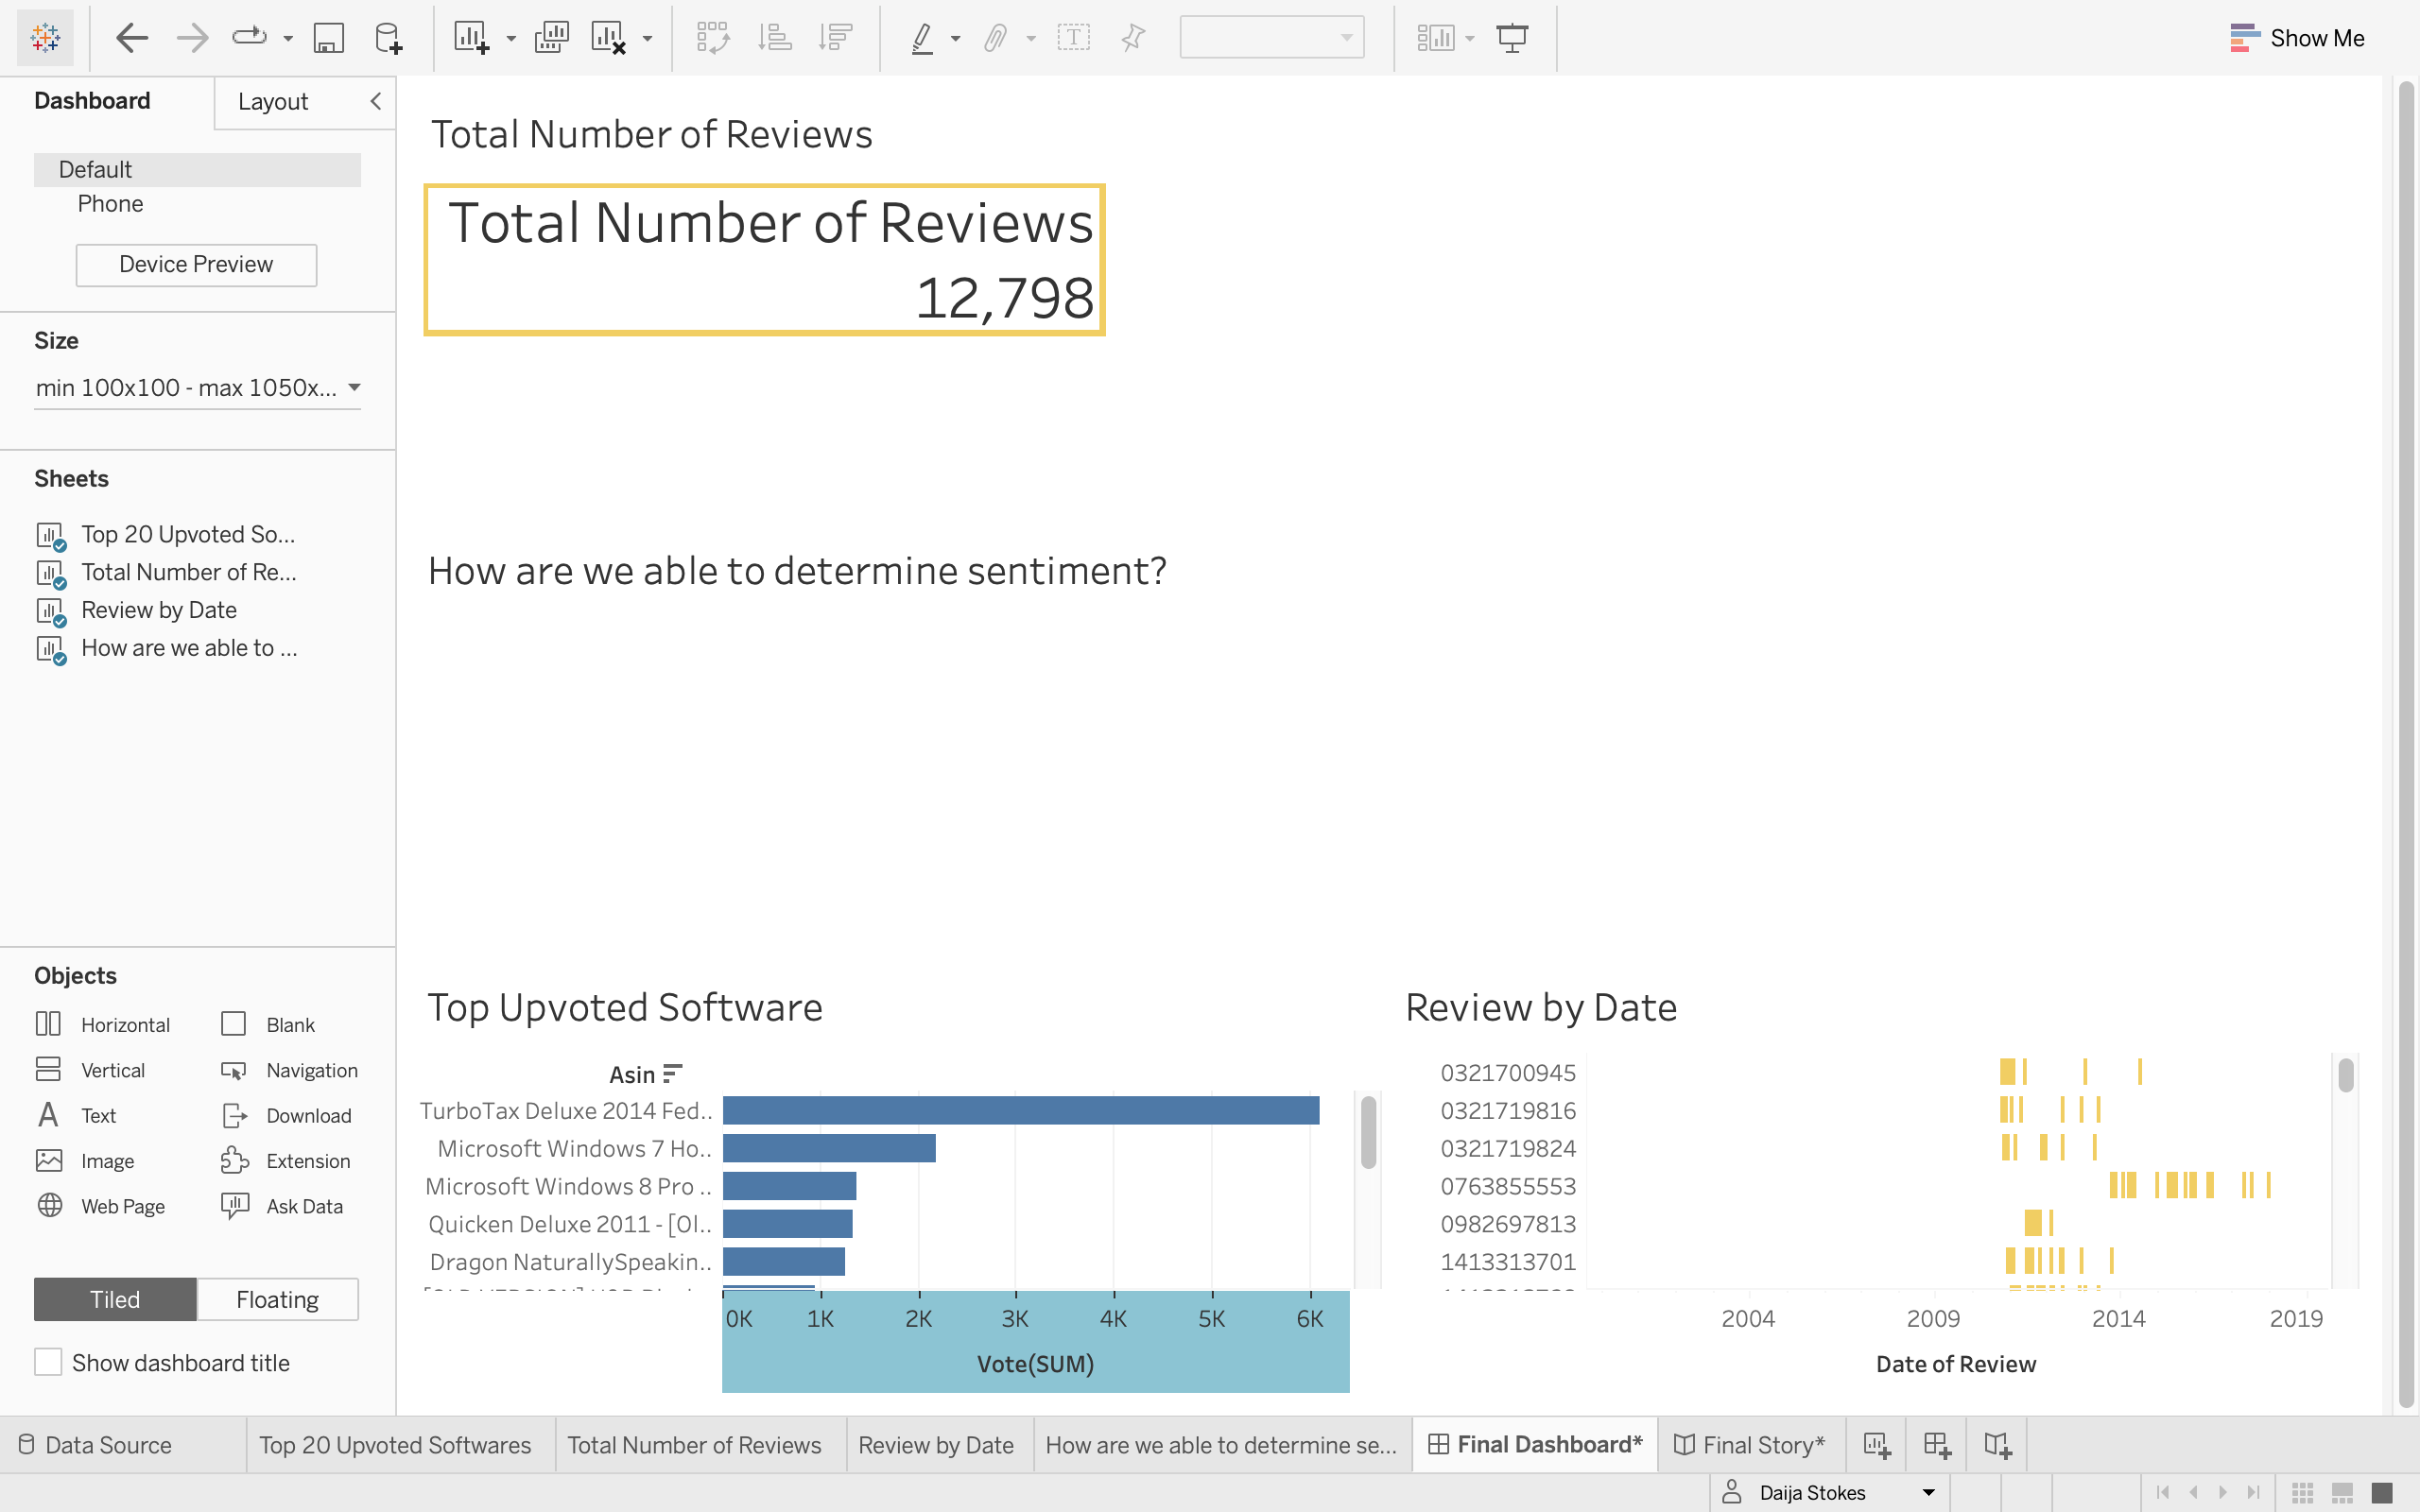 Show Me
Dashboard
Layout
Default
Phone
Device Preview
Size
min 100x100 - max 1050x...
Sheets
Top 20 Upvoted So...
Total Number of Re...
Review by Date
How are we able to ...
Objects
Horizontal
Blank
Vertical
Navigation
Text
Download
Image
Extension
Web Page
Ask Data
Tiled
Floating
Show dashboard title
Total Number of Reviews
Total Number of Reviews
12,798
How are we able to determine sentiment?
Top Upvoted Software
Asin
TurboTax Deluxe 2014 Fed..
Microsoft Windows 7 Ho..
Microsoft Windows 8 Pro ..
Quicken Deluxe 2011 - [Ol..
Dragon NaturallySpeakin..
0K 1K 2K 3K 4K 5K 6K
Vote(SUM)
Review by Date
0321700945
0321719816
0321719824
0763855553
0982697813
1413313701
2004 2009 2014 2019
Date of Review
Data Source
Top 20 Upvoted Softwares
Total Number of Reviews
Review by Date
How are we able to determine se...
Final Dashboard*
Final Story*
Daija Stokes